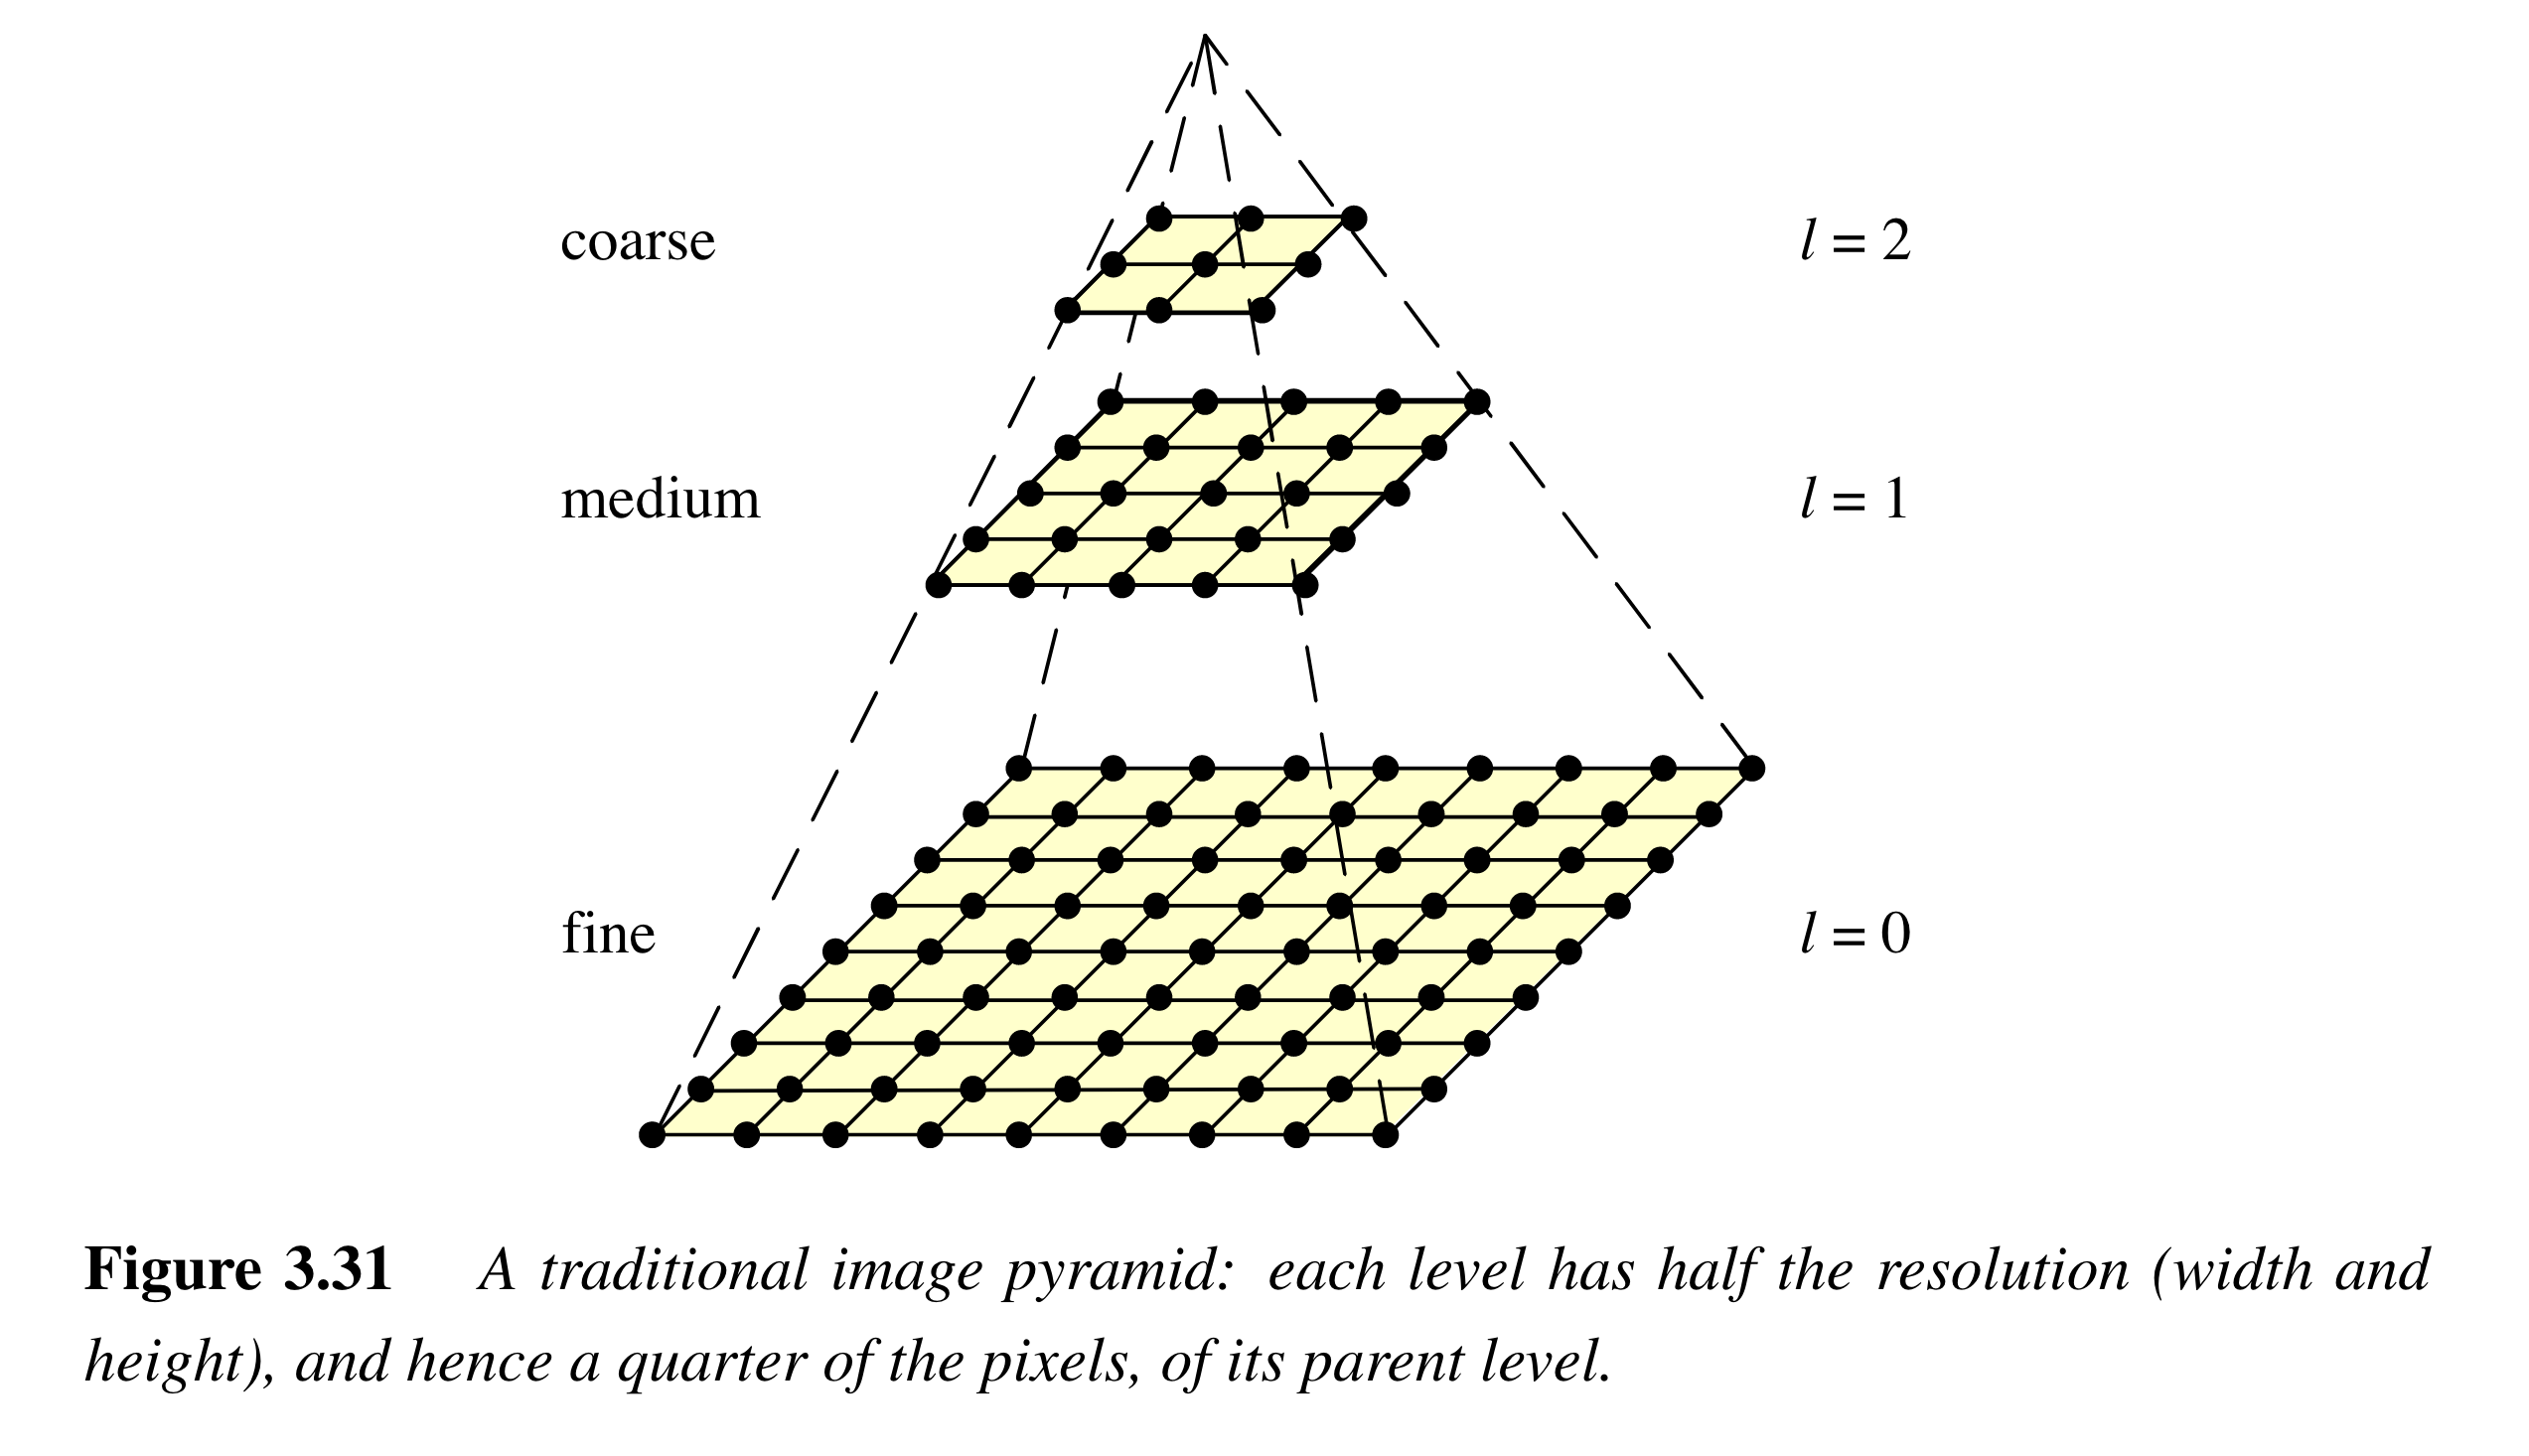 coarse
l = 2
medium
l = 1
fine
l = 0
Figure 3.31 A traditional image pyramid: each level has half the resolution (width and
height), and hence a quarter of the pixels, of its parent level.